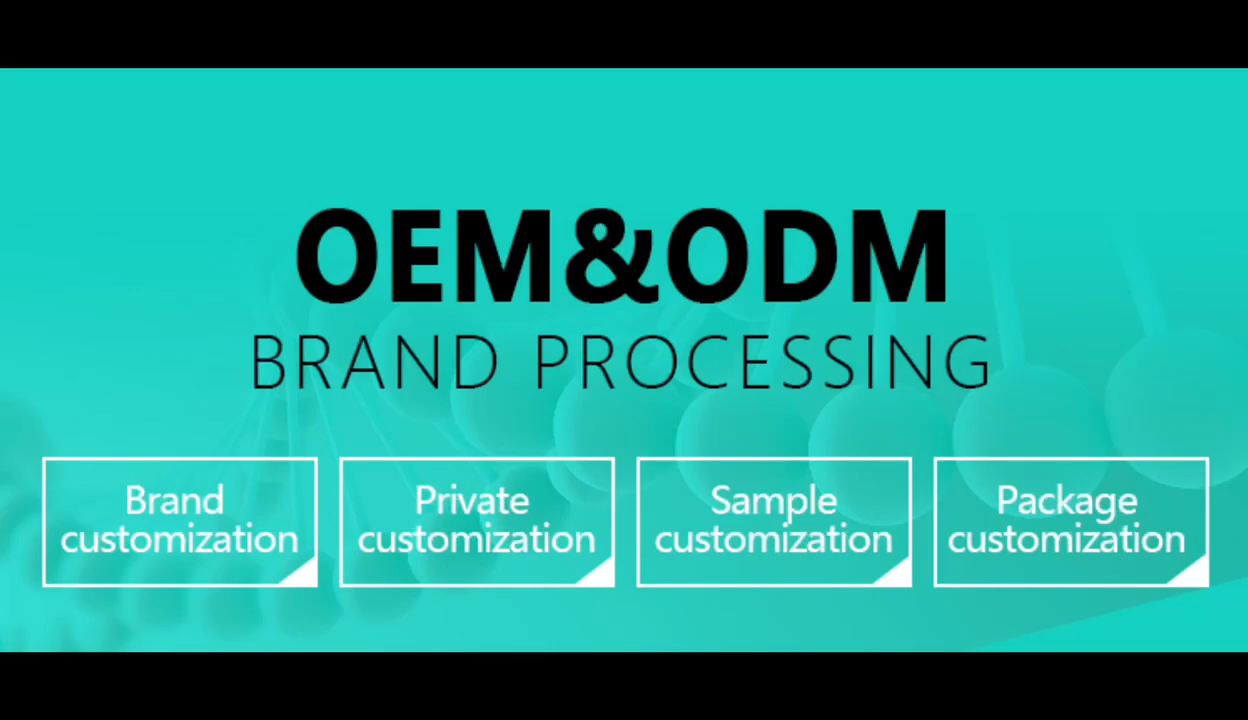 OEM&ODM
BRAND PROCESSING
Brand
customization
Private
customization
Sample
customization
Package
customization